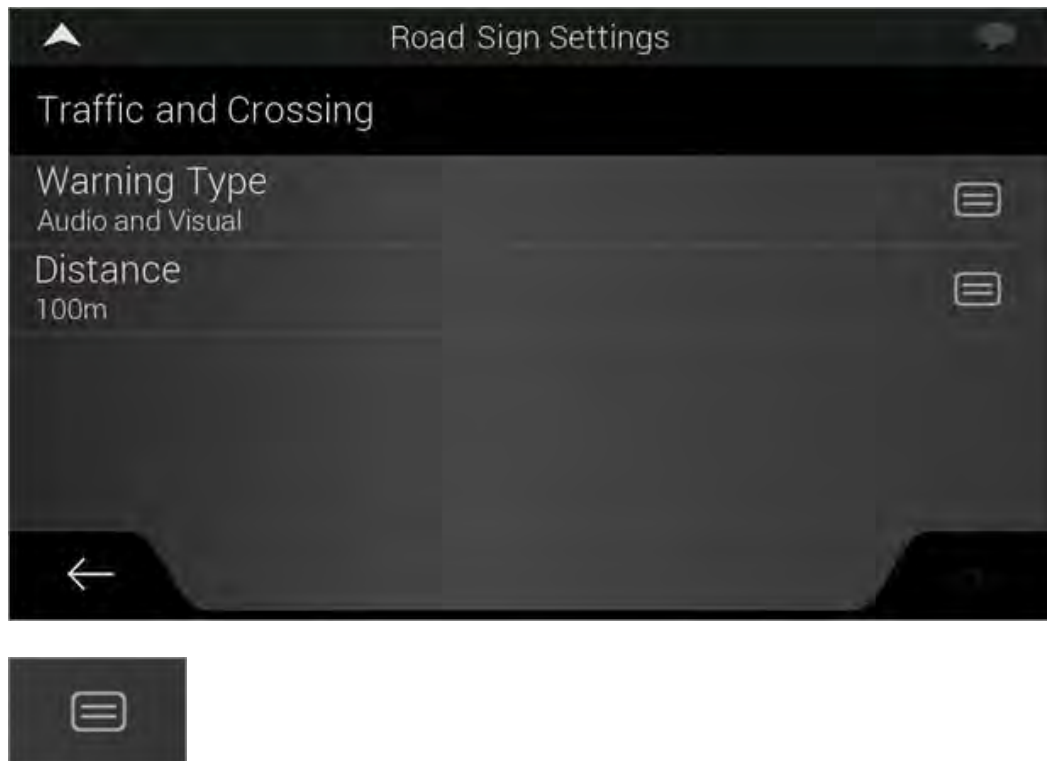 Road Sign Settings
Traffic and Crossing
Warning Type
Audio and Visual
Distance
100m